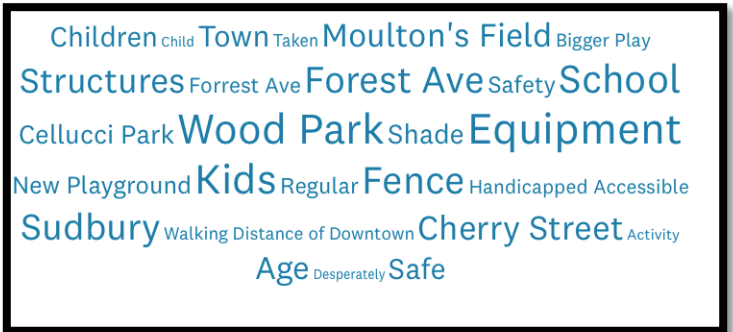 Children Child Town Taken Moulton's Field Bigger Play
Structures Forrest Ave Forest Ave Safety School
Cellucci Park Wood Park Shade Equipment
New Playground Kids Regular Fence Handicapped Accessible
Sudbury Walking Distance of Downtown Cherry Street Activity
Age Desperately Safe